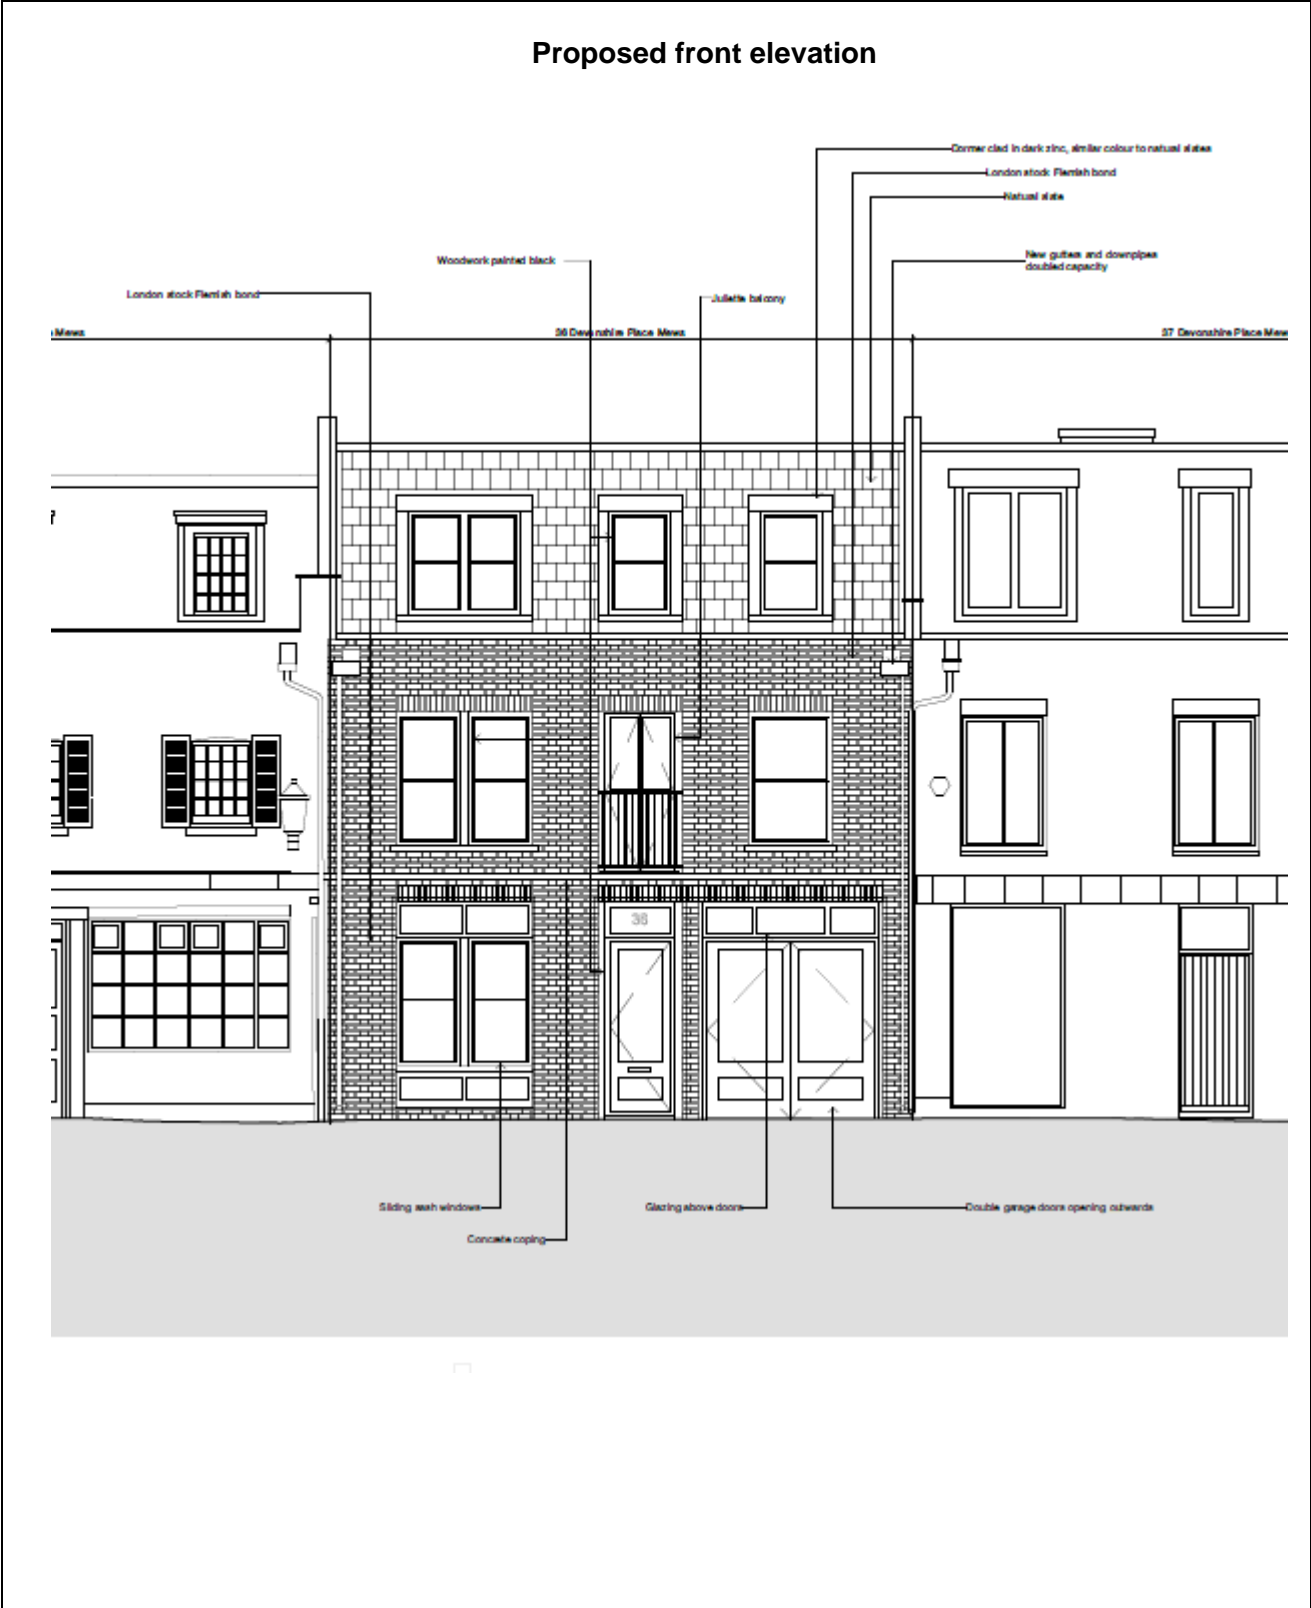 Proposed front elevation
Dormer clad in dark zinc, similar colour to natural slates
London stock Flemish bond
Natural slate
Woodwork painted black
New gutters and downpipes
doubled capacity
London stock Flemish bond
Juliette balcony
Mews
36 Devonshire Place Mews
37 Devonshire Place Mew
36
Sliding sash windows
Glazing above doors
Double garage doors opening outwards
Concrete coping